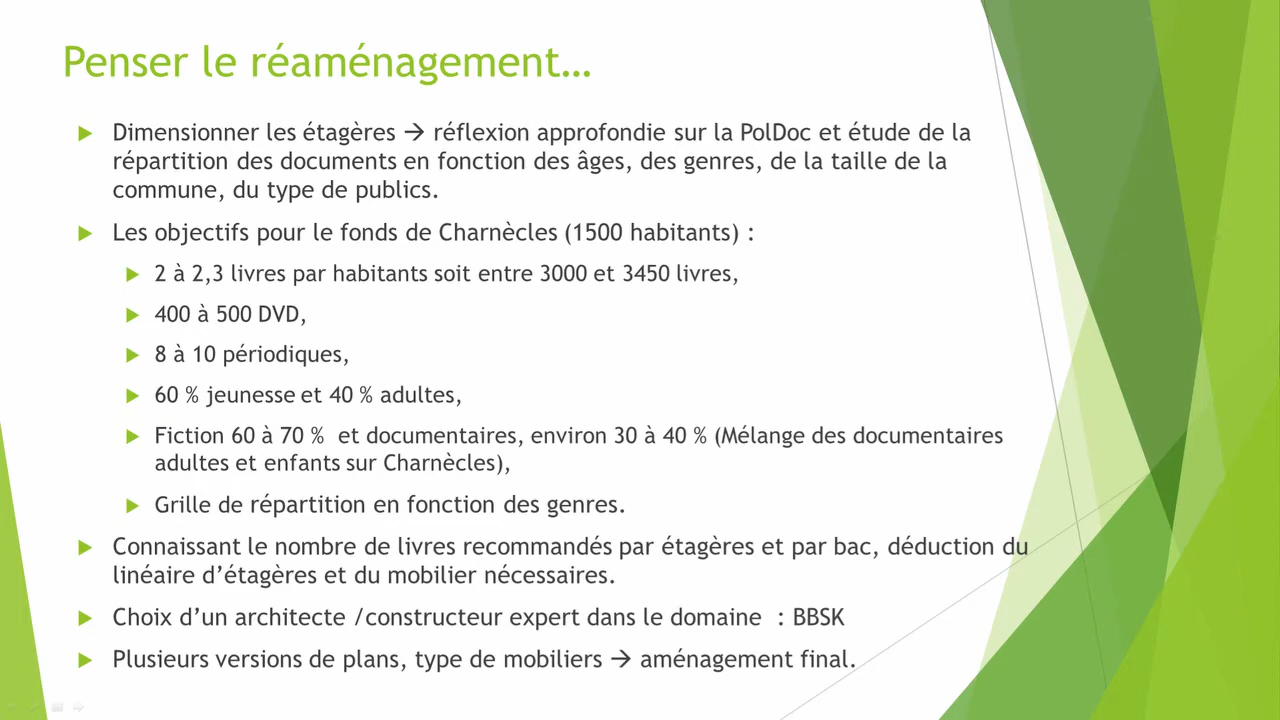 Penser le réaménagement…
Dimensionner les étagères → réflexion approfondie sur la PolDoc et étude de la
répartition des documents en fonction des âges, des genres, de la taille de la
commune, du type de publics.
Les objectifs pour le fonds de Charnècles (1500 habitants) :
2 à 2,3 livres par habitants soit entre 3000 et 3450 livres,
400 à 500 DVD,
8 à 10 périodiques,
60 % jeunesse et 40 % adultes,
Fiction 60 à 70 % et documentaires, environ 30 à 40 % (Mélange des documentaires
adultes et enfants sur Charnècles),
Grille de répartition en fonction des genres.
Connaissant le nombre de livres recommandés par étagères et par bac, déduction du
linéaire d’étagères et du mobilier nécessaires.
Choix d’un architecte /constructeur expert dans le domaine : BBSK
Plusieurs versions de plans, type de mobiliers → aménagement final.